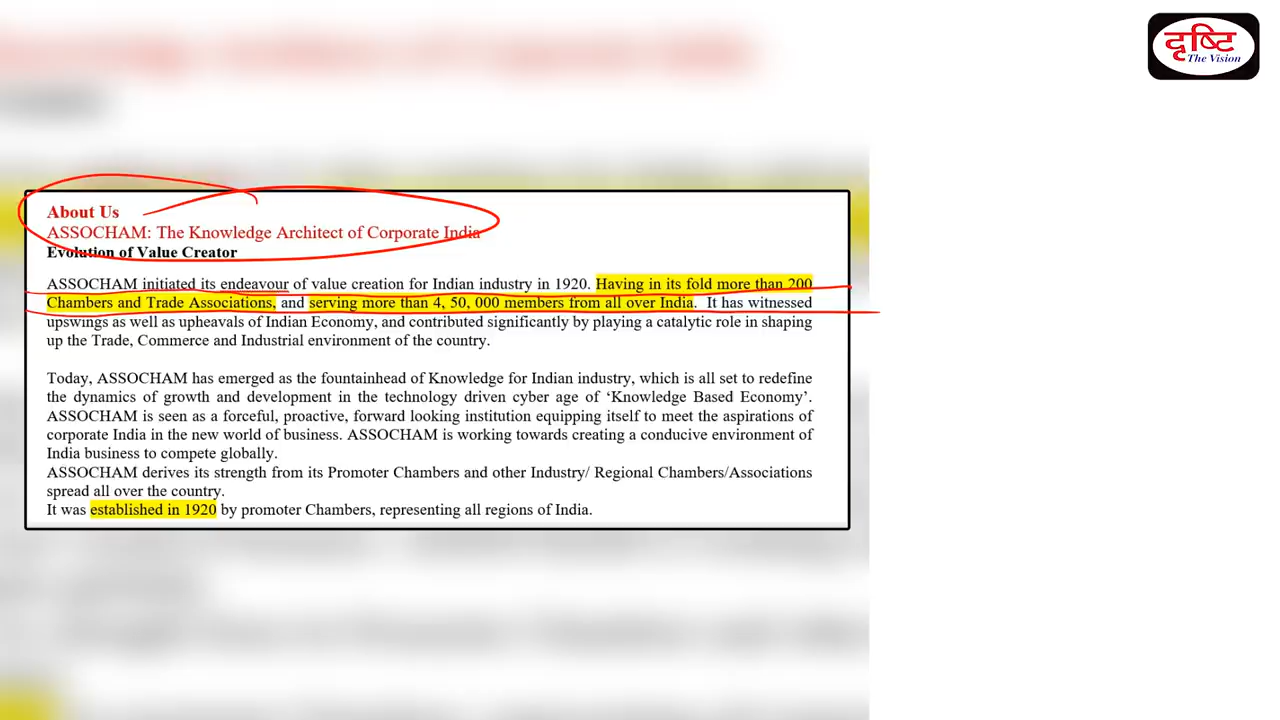 दृष्टि
The Vision
About Us
ASSOCHAM: The Knowledge Architect of Corporate India
Evolution of Value Creator
ASSOCHAM initiated its endeavour of value creation for Indian industry in 1920. Having in its fold more than 200
Chambers and Trade Associations, and serving more than 4, 50, 000 members from all over India. It has witnessed
upswings as well as upheavals of Indian Economy, and contributed significantly by playing a catalytic role in shaping
up the Trade, Commerce and Industrial environment of the country.
Today, ASSOCHAM has emerged as the fountainhead of Knowledge for Indian industry, which is all set to redefine
the dynamics of growth and development in the technology driven cyber age of ‘Knowledge Based Economy’.
ASSOCHAM is seen as a forceful, proactive, forward looking institution equipping itself to meet the aspirations of
corporate India in the new world of business. ASSOCHAM is working towards creating a conducive environment of
India business to compete globally.
ASSOCHAM derives its strength from its Promoter Chambers and other Industry/ Regional Chambers/Associations
spread all over the country.
It was established in 1920 by promoter Chambers, representing all regions of India.